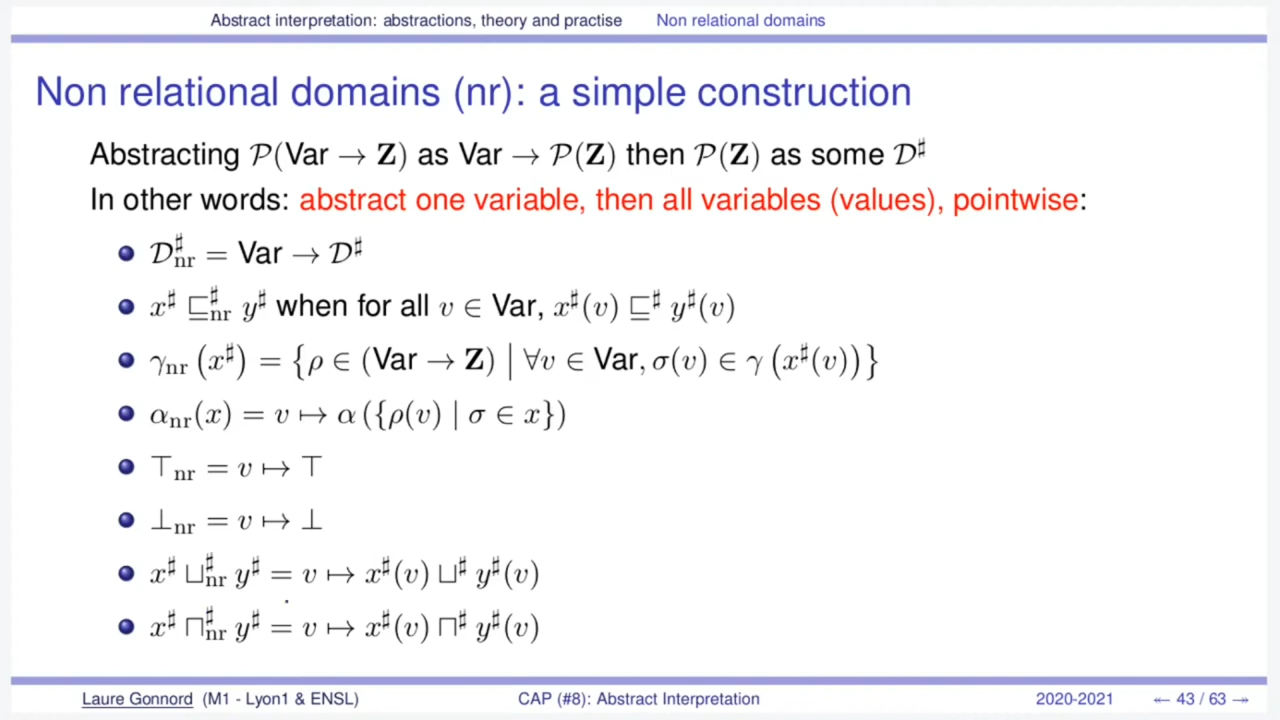 Abstract interpretation: abstractions, theory and practise Non relational domains
Non relational domains (nr): a simple construction
Abstracting 𝒫(Var → Z) as Var → 𝒫(Z) then 𝒫(Z) as some 𝒟♯
In other words: abstract one variable, then all variables (values), pointwise:
𝒟♯nr = Var → 𝒟♯
x♯ ⊑♯nr y♯ when for all v ∈ Var, x♯(v) ⊑♯ y♯(v)
γnr (x♯) = {ρ ∈ (Var → Z) | ∀v ∈ Var, σ(v) ∈ γ (x♯(v))}
αnr(x) = v ↦ α ({ρ(v) | σ ∈ x})
⊤nr = v ↦ ⊤
⊥nr = v ↦ ⊥
x♯ ⊔♯nr y♯ = v ↦ x♯(v) ⊔♯ y♯(v)
x♯ ⊓♯nr y♯ = v ↦ x♯(v) ⊓♯ y♯(v)
Laure Gonnord (M1 - Lyon1 & ENSL) CAP (#8): Abstract Interpretation 2020-2021 ← 43 / 63 →